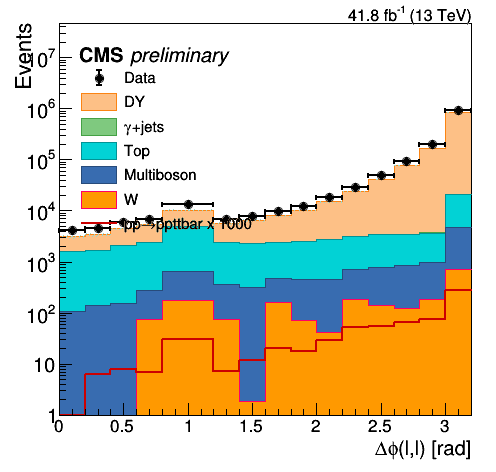 41.8 fb⁻¹ (13 TeV)
Events
CMS preliminary
Data
DY
γ+jets
Top
Multiboson
W
pp→ppttbar x 1000
10⁷
10⁶
10⁵
10⁴
10³
10²
10
1
0 0.5 1 1.5 2 2.5 3
Δϕ(l,l) [rad]